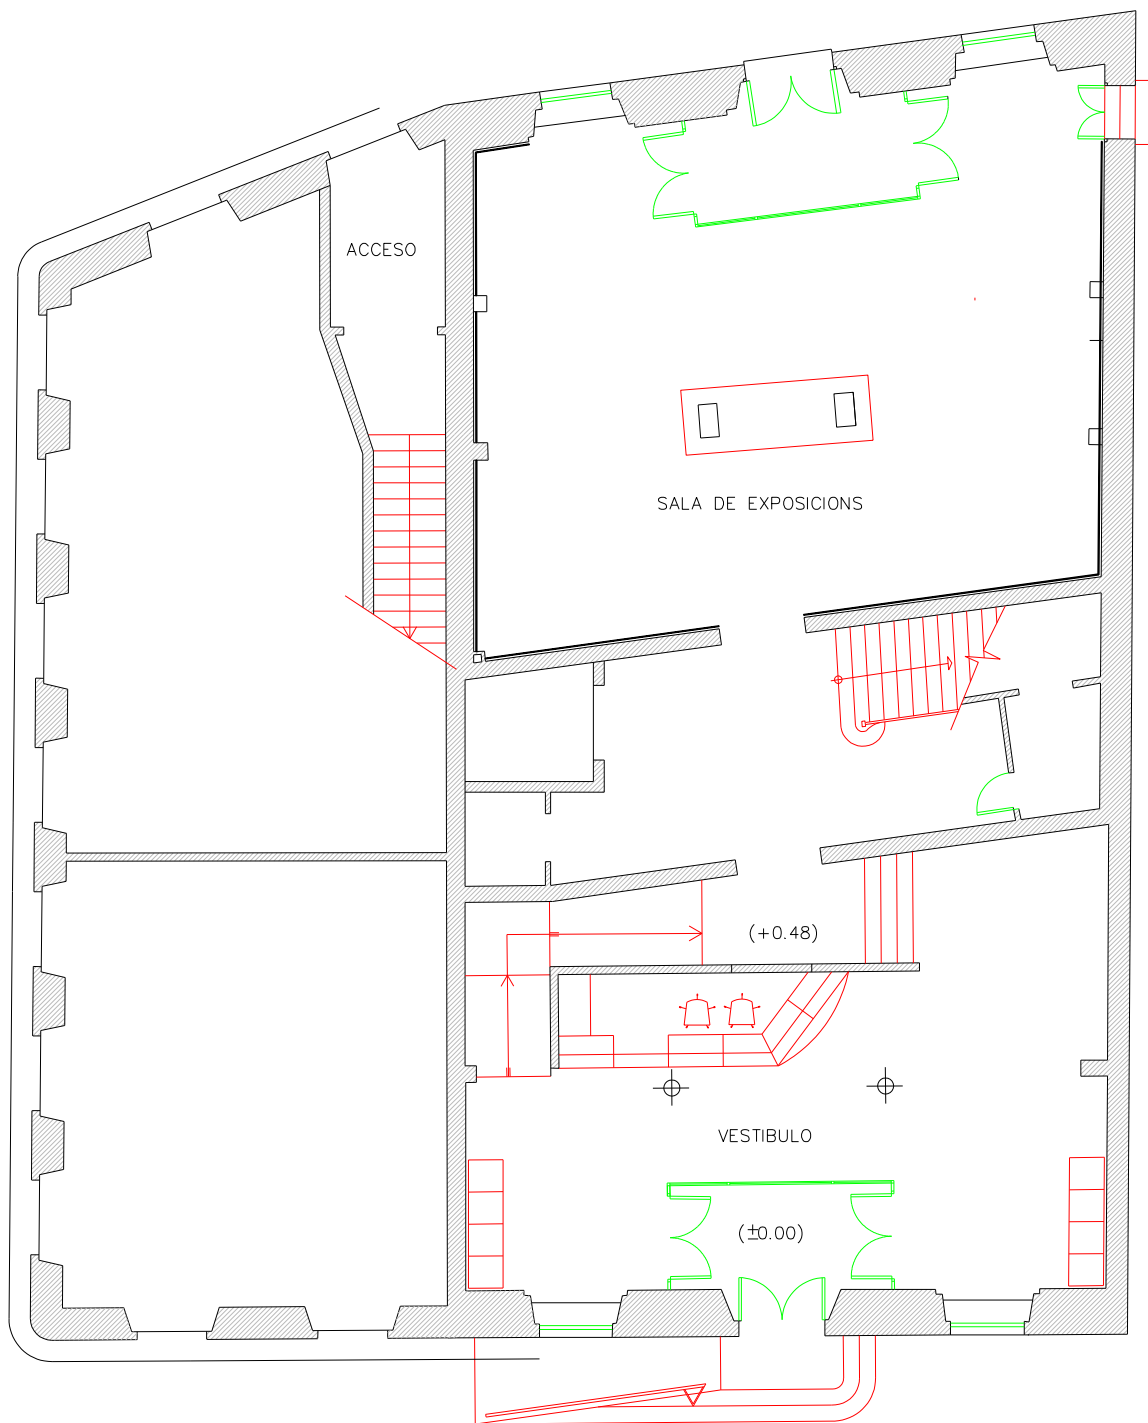 ACCESO
SALA DE EXPOSICIONS
(+0.48)
VESTIBULO
(±0.00)